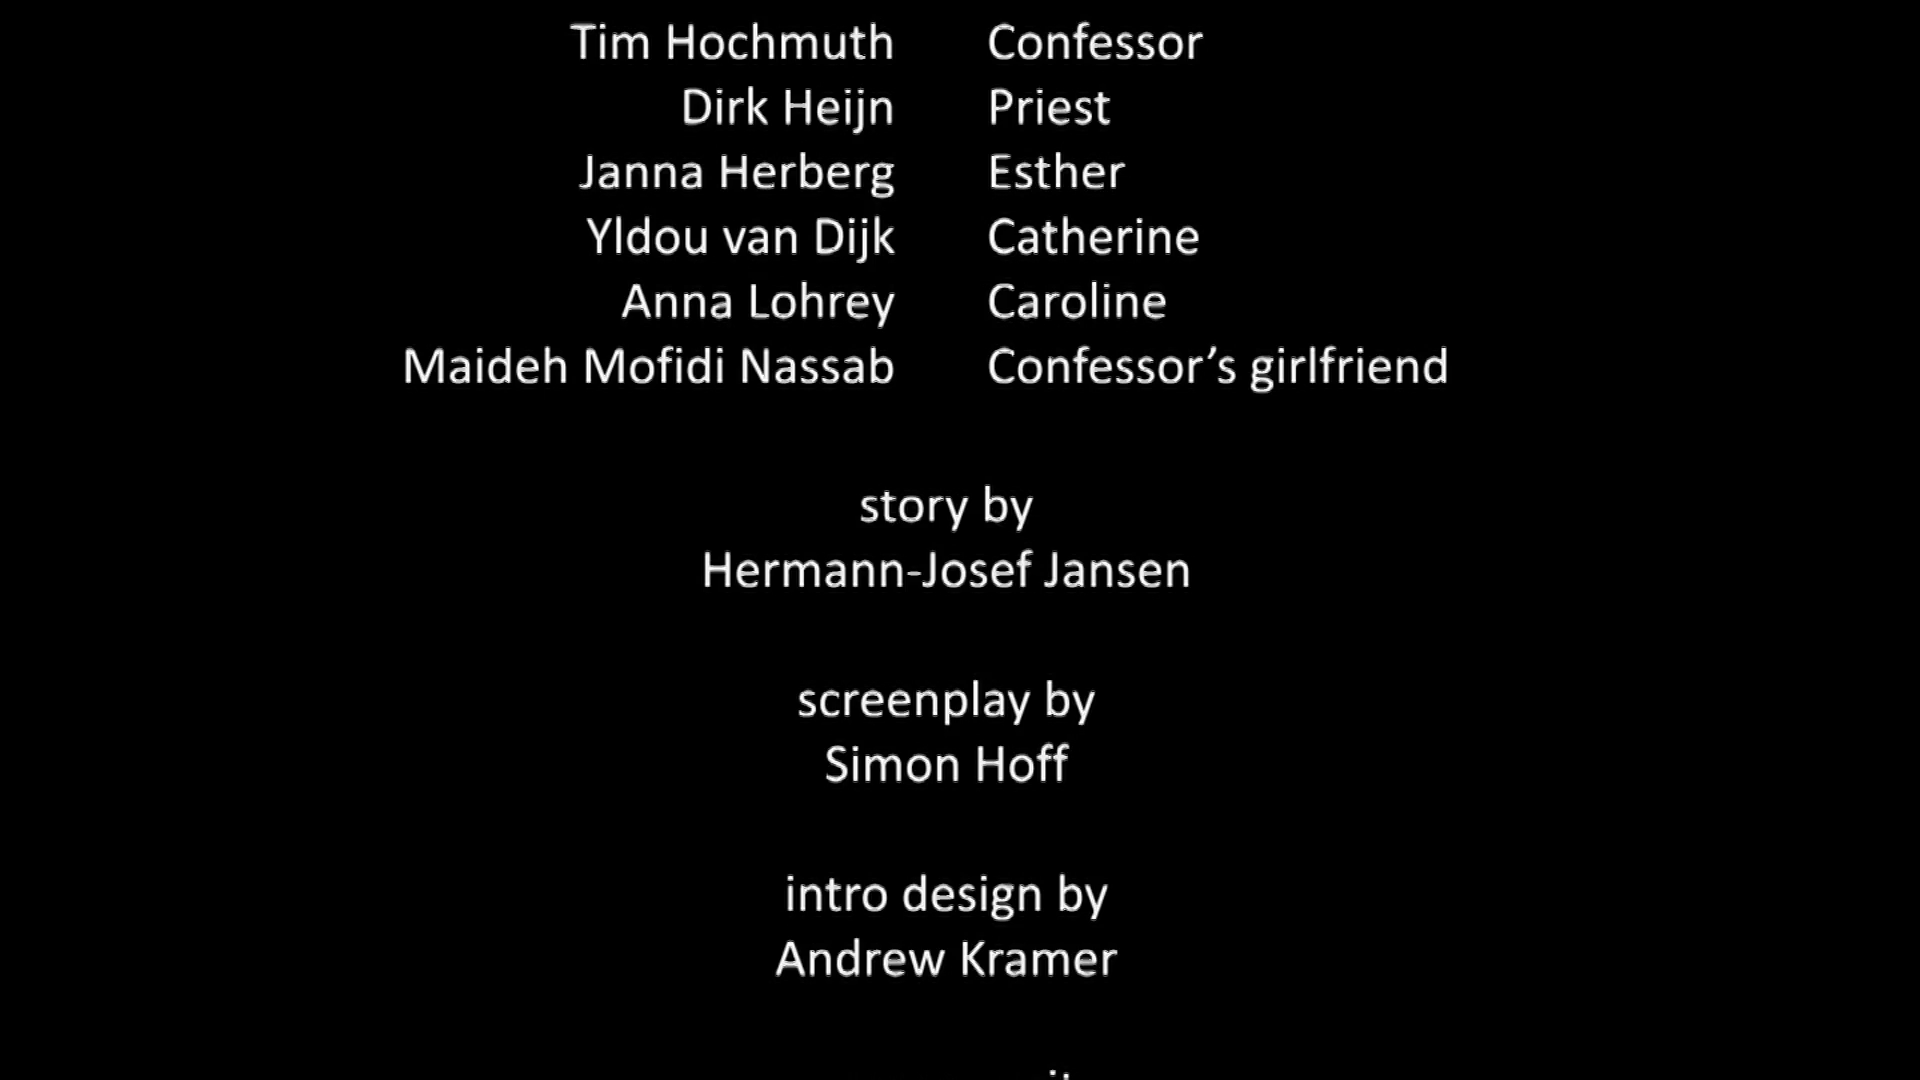 Tim Hochmuth Confessor
Dirk Heijn Priest
Janna Herberg Esther
Yldou van Dijk Catherine
Anna Lohrey Caroline
Maideh Mofidi Nassab Confessor’s girlfriend
story by
Hermann-Josef Jansen
screenplay by
Simon Hoff
intro design by
Andrew Kramer